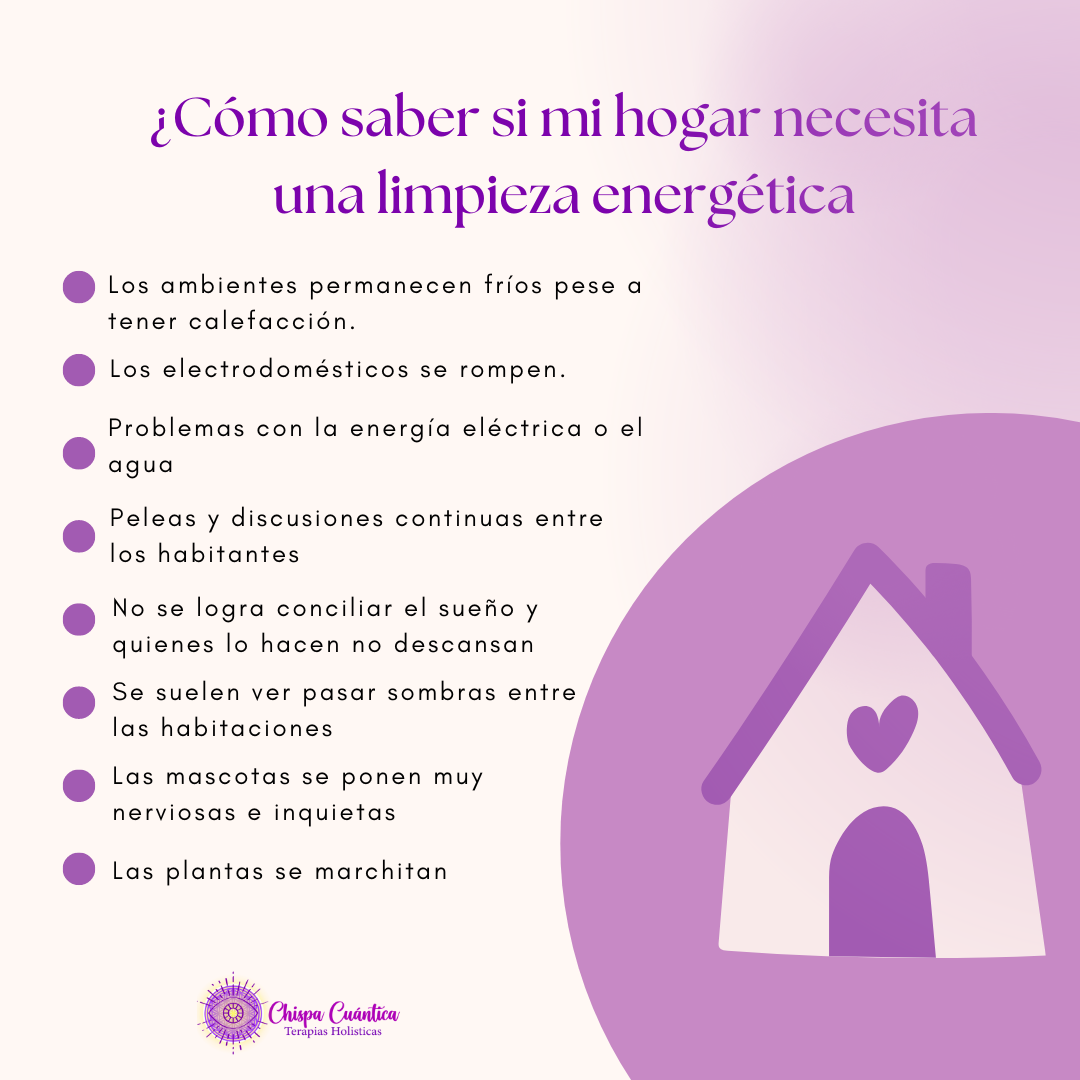 ¿Cómo saber si mi hogar necesita
una limpieza energética
Los ambientes permanecen fríos pese a
tener calefacción.
Los electrodomésticos se rompen.
Problemas con la energía eléctrica o el
agua
Peleas y discusiones continuas entre
los habitantes
No se logra conciliar el sueño y
quienes lo hacen no descansan
Se suelen ver pasar sombras entre
las habitaciones
Las mascotas se ponen muy
nerviosas e inquietas
Las plantas se marchitan
Chispa Cuántica
Terapias Holisticas